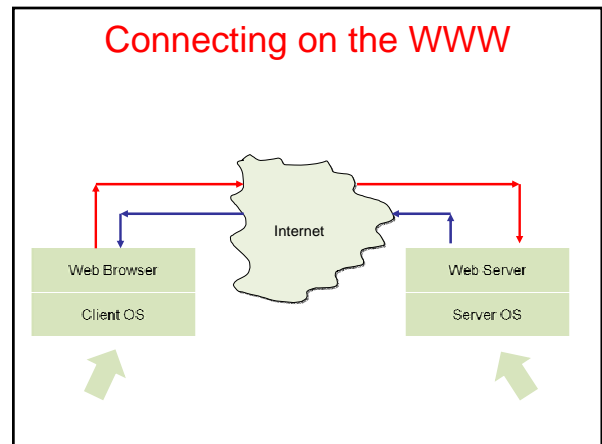 Connecting on the WWW
Internet
Web Browser
Client OS
Web Server
Server OS